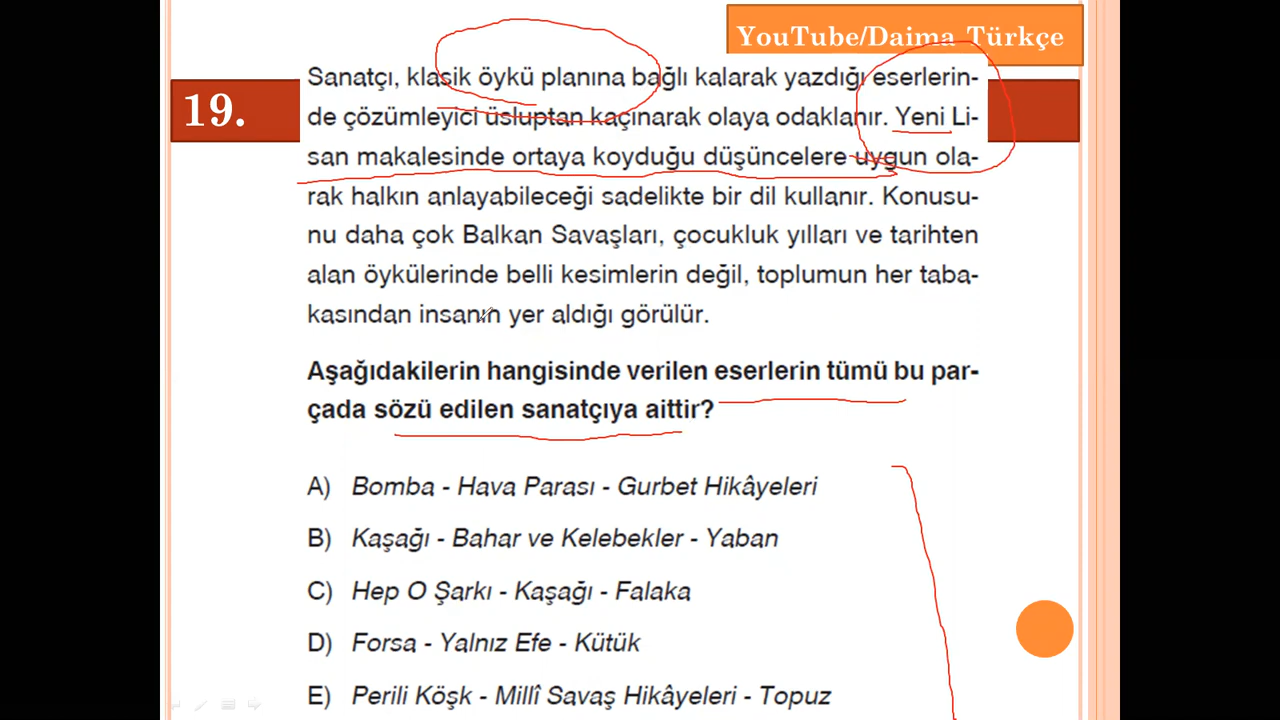 YouTube/Daima Türkçe
19.
Sanatçı, klasik öykü planına bağlı kalarak yazdığı eserlerin-
de çözümleyici üsluptan kaçınarak olaya odaklanır. Yeni Li-
san makalesinde ortaya koyduğu düşüncelere uygun ola-
rak halkın anlayabileceği sadelikte bir dil kullanır. Konusu-
nu daha çok Balkan Savaşları, çocukluk yılları ve tarihten
alan öykülerinde belli kesimlerin değil, toplumun her taba-
kasından insanın yer aldığı görülür.
Aşağıdakilerin hangisinde verilen eserlerin tümü bu par-
çada sözü edilen sanatçıya aittir?
A) Bomba - Hava Parası - Gurbet Hikâyeleri
B) Kaşağı - Bahar ve Kelebekler - Yaban
C) Hep O Şarkı - Kaşağı - Falaka
D) Forsa - Yalnız Efe - Kütük
E) Perili Köşk - Millî Savaş Hikâyeleri - Topuz